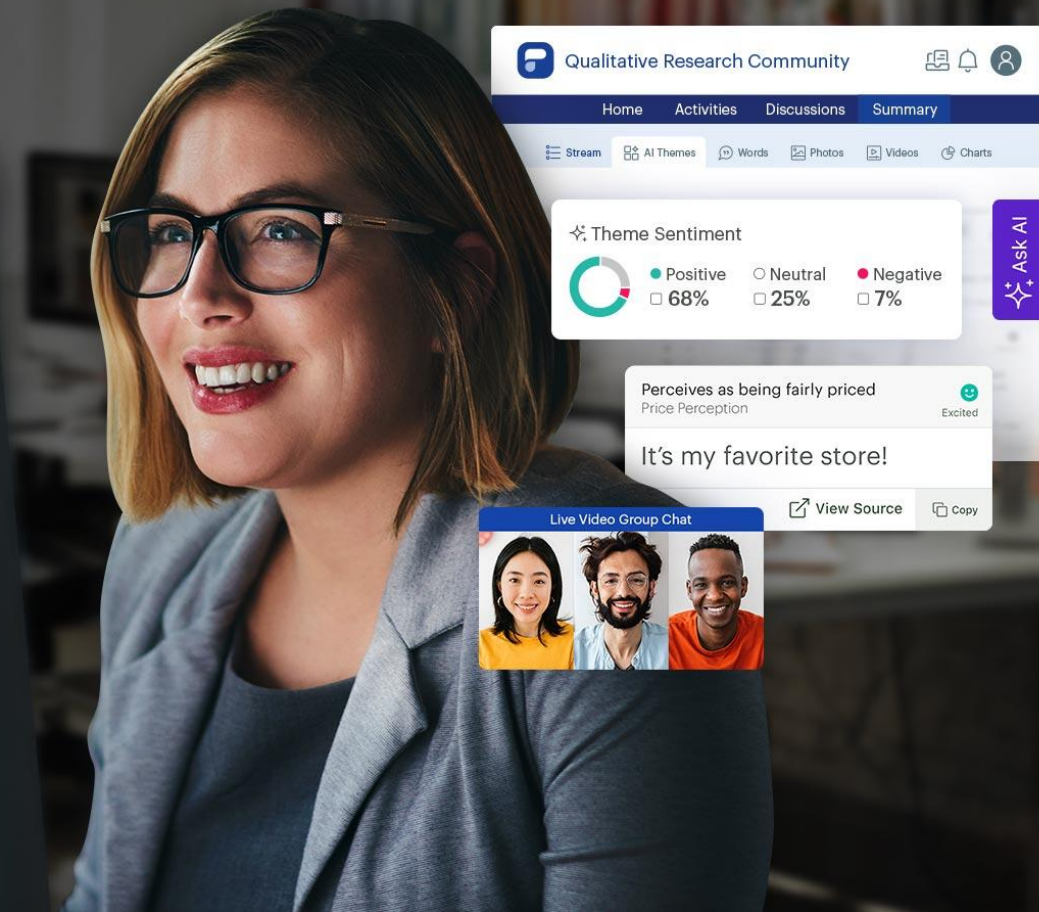 Qualitative Research Community
Home Activities Discussions Summary
Stream AI Themes Words Photos Videos Charts
Theme Sentiment
Positive Neutral Negative
68% 25% 7%
Ask AI
Perceives as being fairly priced
Price Perception
Excited
It's my favorite store!
View Source Copy
Live Video Group Chat